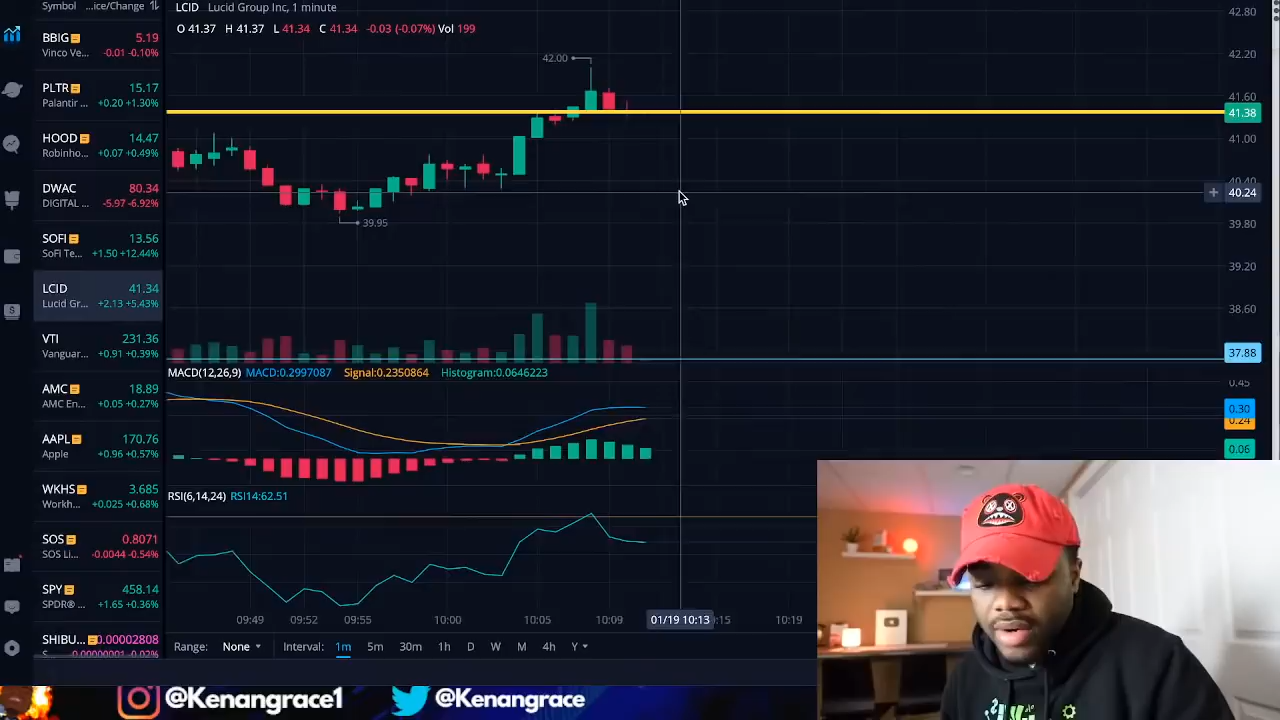 Symbol ...ice/Change
BBIG 5.19
Vinco Ve... -0.01 -0.10%
PLTR 15.17
Palantir ... +0.20 +1.30%
HOOD 14.47
Robinho... +0.07 +0.49%
DWAC 80.34
DIGITAL ... -5.97 -6.92%
SOFI 13.56
SoFi Te... +1.50 +12.44%
LCID 41.34
Lucid Gr... +2.13 +5.43%
VTI 231.36
Vanguar... +0.91 +0.39%
AMC 18.89
AMC En... +0.05 +0.27%
AAPL 170.76
Apple +0.96 +0.57%
WKHS 3.685
Workh... +0.025 +0.68%
SOS 0.8071
SOS Li... -0.0044 -0.54%
SPY 458.14
SPDR® ... +1.65 +0.36%
SHIBU... 0.00002808
S... -0.00000001 -0.02%
LCID Lucid Group Inc, 1 minute
O 41.37 H 41.37 L 41.34 C 41.34 -0.03 (-0.07%) Vol 199
42.00
39.95
42.80
42.20
41.60
41.38
41.00
40.40
+ 40.24
39.80
39.20
38.60
37.88
MACD(12,26,9) MACD:0.2997087 Signal:0.2350864 Histogram:0.0646223
0.45
0.30
0.24
0.06
RSI(6,14,24) RSI14:62.51
09:49 09:52 09:55 10:00 10:05 10:09 01/19 10:13 :15 10:19
Range: None Interval: 1m 5m 30m 1h D W M 4h Y
@Kenangrace1 @Kenangrace